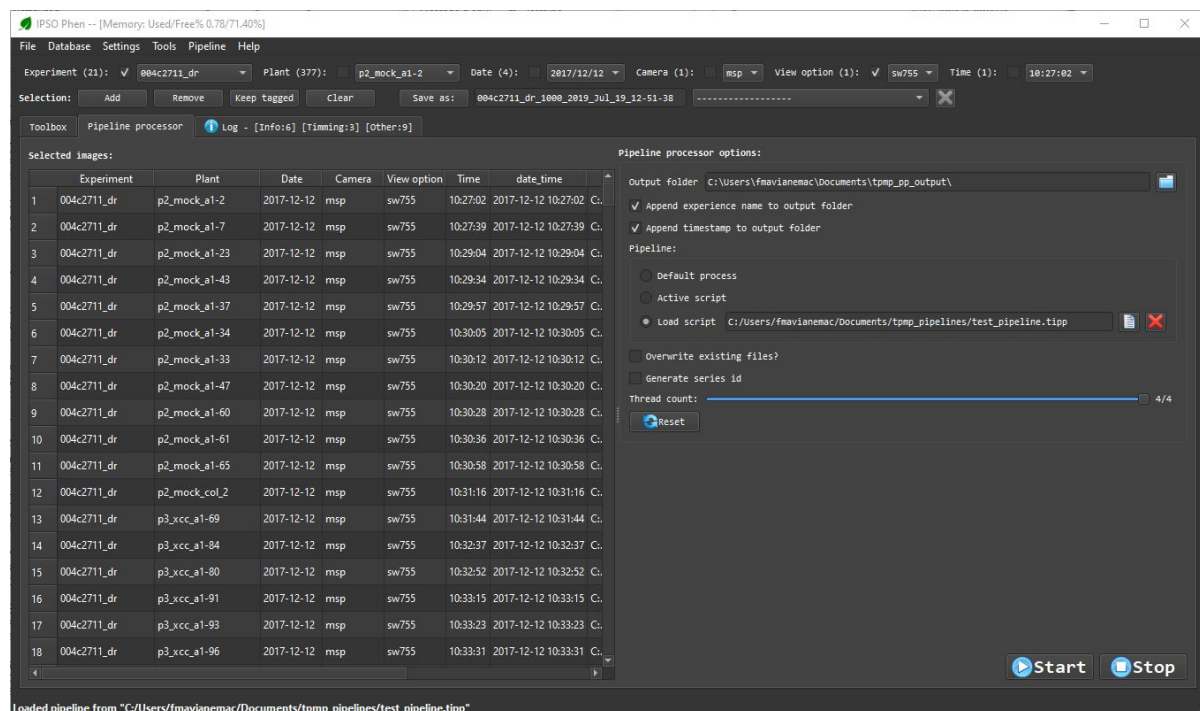 IPSO Phen -- [Memory: Used/Free% 0.78/71.40%]
File Database Settings Tools Pipeline Help
Experiment (21): 004c2711_dr Plant (377): p2_mock_a1-2 Date (4): 2017/12/12 Camera (1): msp View option (1): sw755 Time (1): 10:27:02
Selection: Add Remove Keep tagged Clear Save as: 004c2711_dr_1000_2019_Jul_19_12-51-38 ------------------
Toolbox Pipeline processor Log - [Info:6] [Timming:3] [Other:9]
Selected images:
Experiment Plant Date Camera View option Time date_time
1 004c2711_dr p2_mock_a1-2 2017-12-12 msp sw755 10:27:02 2017-12-12 10:27:02 C:.
2 004c2711_dr p2_mock_a1-7 2017-12-12 msp sw755 10:27:39 2017-12-12 10:27:39 C:.
3 004c2711_dr p2_mock_a1-23 2017-12-12 msp sw755 10:29:04 2017-12-12 10:29:04 C:.
4 004c2711_dr p2_mock_a1-43 2017-12-12 msp sw755 10:29:34 2017-12-12 10:29:34 C:.
5 004c2711_dr p2_mock_a1-37 2017-12-12 msp sw755 10:29:57 2017-12-12 10:29:57 C:.
6 004c2711_dr p2_mock_a1-34 2017-12-12 msp sw755 10:30:05 2017-12-12 10:30:05 C:.
7 004c2711_dr p2_mock_a1-33 2017-12-12 msp sw755 10:30:12 2017-12-12 10:30:12 C:.
8 004c2711_dr p2_mock_a1-47 2017-12-12 msp sw755 10:30:20 2017-12-12 10:30:20 C:.
9 004c2711_dr p2_mock_a1-60 2017-12-12 msp sw755 10:30:28 2017-12-12 10:30:28 C:.
10 004c2711_dr p2_mock_a1-61 2017-12-12 msp sw755 10:30:36 2017-12-12 10:30:36 C:.
11 004c2711_dr p2_mock_a1-65 2017-12-12 msp sw755 10:30:58 2017-12-12 10:30:58 C:.
12 004c2711_dr p2_mock_col_2 2017-12-12 msp sw755 10:31:16 2017-12-12 10:31:16 C:.
13 004c2711_dr p3_xcc_a1-69 2017-12-12 msp sw755 10:31:44 2017-12-12 10:31:44 C:.
14 004c2711_dr p3_xcc_a1-84 2017-12-12 msp sw755 10:32:37 2017-12-12 10:32:37 C:.
15 004c2711_dr p3_xcc_a1-80 2017-12-12 msp sw755 10:32:52 2017-12-12 10:32:52 C:.
16 004c2711_dr p3_xcc_a1-91 2017-12-12 msp sw755 10:33:15 2017-12-12 10:33:15 C:.
17 004c2711_dr p3_xcc_a1-93 2017-12-12 msp sw755 10:33:23 2017-12-12 10:33:23 C:.
18 004c2711_dr p3_xcc_a1-96 2017-12-12 msp sw755 10:33:31 2017-12-12 10:33:31 C:.
Pipeline processor options:
Output folder C:\Users\fmavianemac\Documents\tpmp_pp_output\
Append experience name to output folder
Append timestamp to output folder
Pipeline:
Default process
Active script
Load script C:/Users/fmavianemac/Documents/tpmp_pipelines/test_pipeline.tipp
Overwrite existing files?
Generate series id
Thread count: 4/4
Reset
Start Stop
Loaded pipeline from "C:/Users/fmavianemac/Documents/tpmp_pipelines/test_pipeline.tipp"